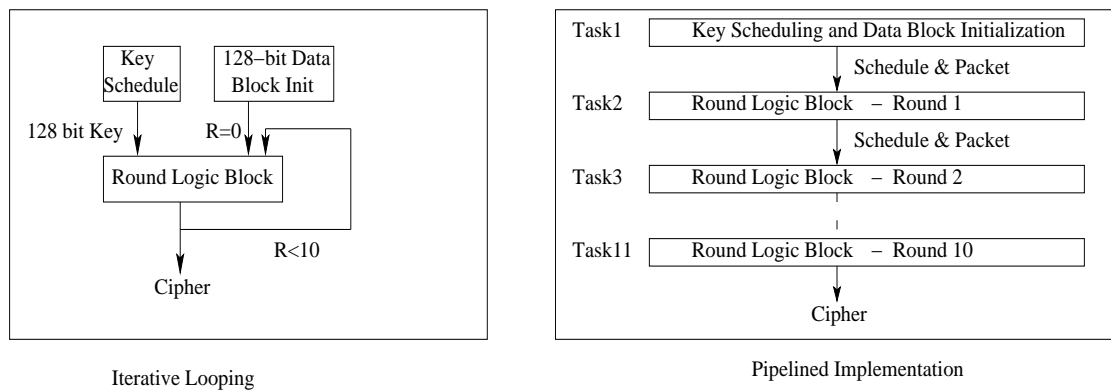 Key
Schedule
128−bit Data
Block Init
128 bit Key
R=0
Round Logic Block
R<10
Cipher
Iterative Looping
Task1
Key Scheduling and Data Block Initialization
Schedule & Packet
Task2
Round Logic Block – Round 1
Schedule & Packet
Task3
Round Logic Block – Round 2
Task11
Round Logic Block – Round 10
Cipher
Pipelined Implementation